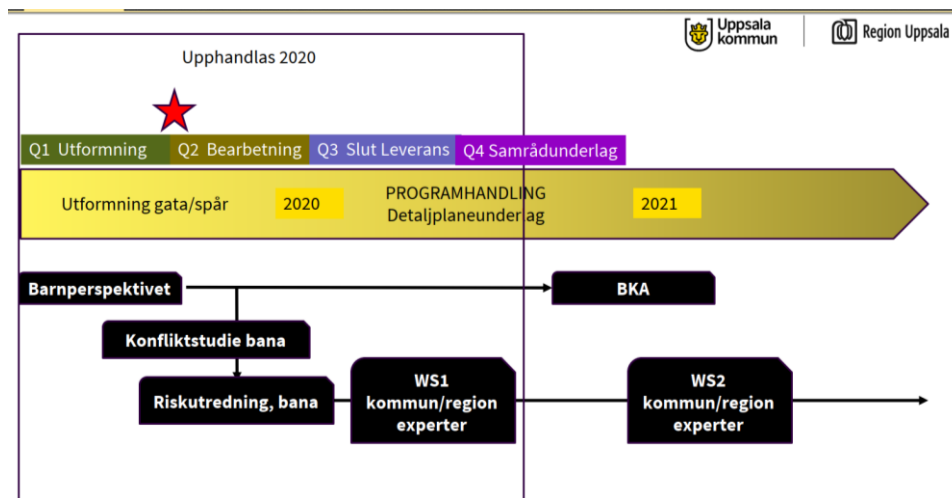 Uppsala
kommun
Region Uppsala
Upphandlas 2020
Q1 Utformning
Q2 Bearbetning
Q3 Slut Leverans
Q4 Samrådunderlag
Utformning gata/spår
2020
PROGRAMHANDLING
Detaljplaneunderlag
2021
Barnperspektivet
BKA
Konfliktstudie bana
Riskutredning, bana
WS1
kommun/region
experter
WS2
kommun/region
experter